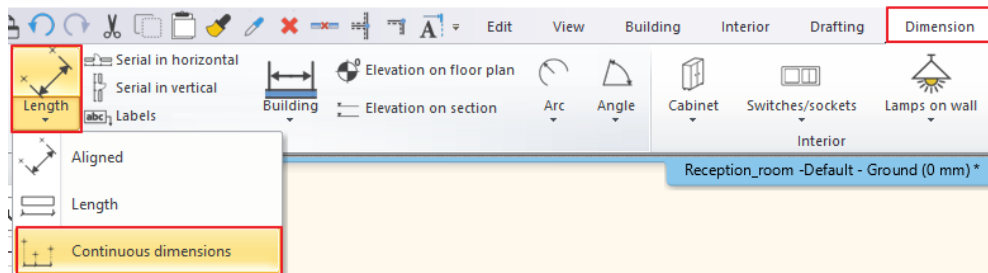 Edit View Building Interior Drafting Dimension
Serial in horizontal
Serial in vertical
abc Labels
Length
Building
Elevation on floor plan
Elevation on section
Arc
Angle
Cabinet
Switches/sockets
Lamps on wall
Interior
Aligned
Length
Continuous dimensions
Reception_room -Default - Ground (0 mm) *